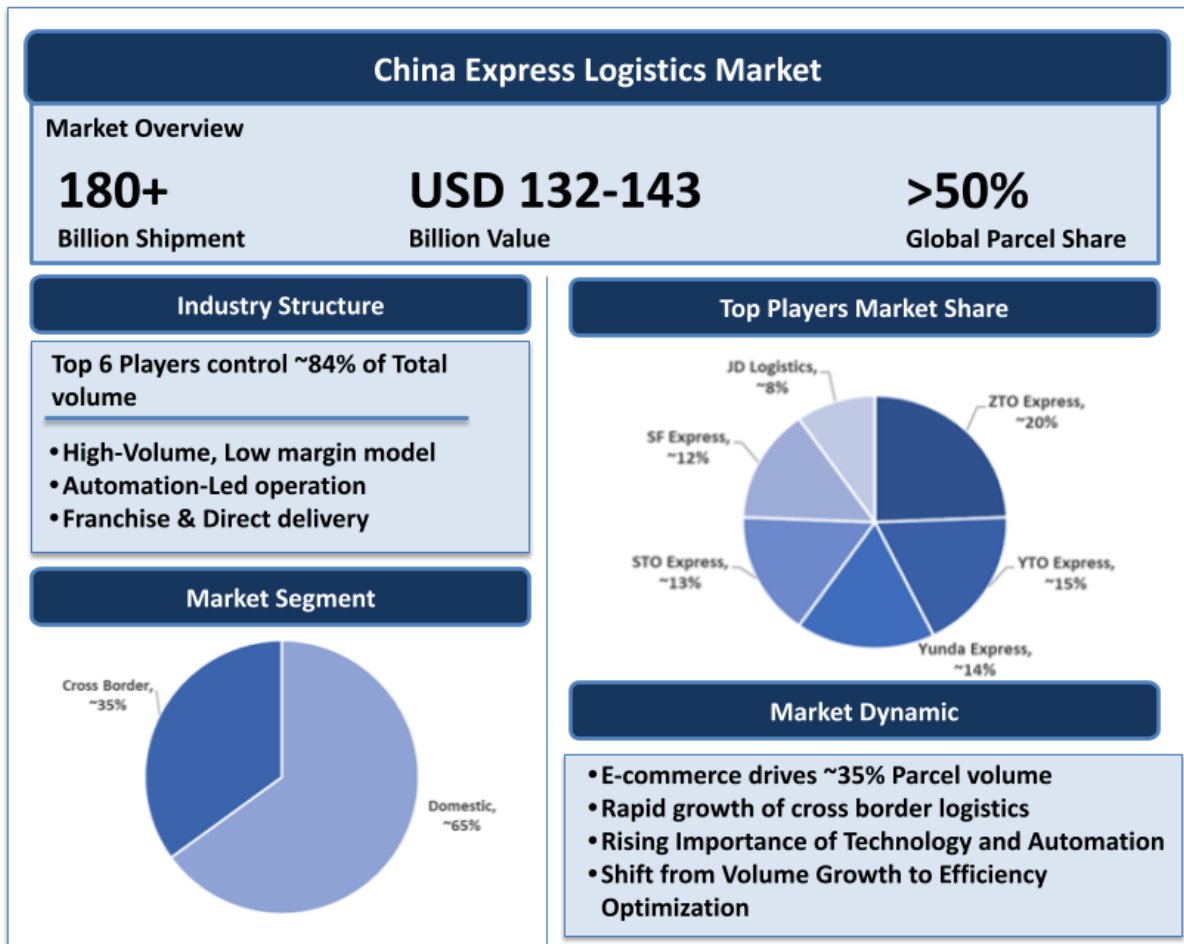 China Express Logistics Market
Market Overview
180+
Billion Shipment
USD 132-143
Billion Value
>50%
Global Parcel Share
Industry Structure
Top 6 Players control ~84% of Total
volume
•High-Volume, Low margin model
•Automation-Led operation
•Franchise & Direct delivery
Market Segment
Cross Border,
~35%
Domestic,
~65%
Top Players Market Share
JD Logistics,
~8%
ZTO Express,
~20%
SF Express,
~12%
STO Express,
~13%
YTO Express,
~15%
Yunda Express,
~14%
Market Dynamic
•E-commerce drives ~35% Parcel volume
•Rapid growth of cross border logistics
•Rising Importance of Technology and Automation
•Shift from Volume Growth to Efficiency
Optimization